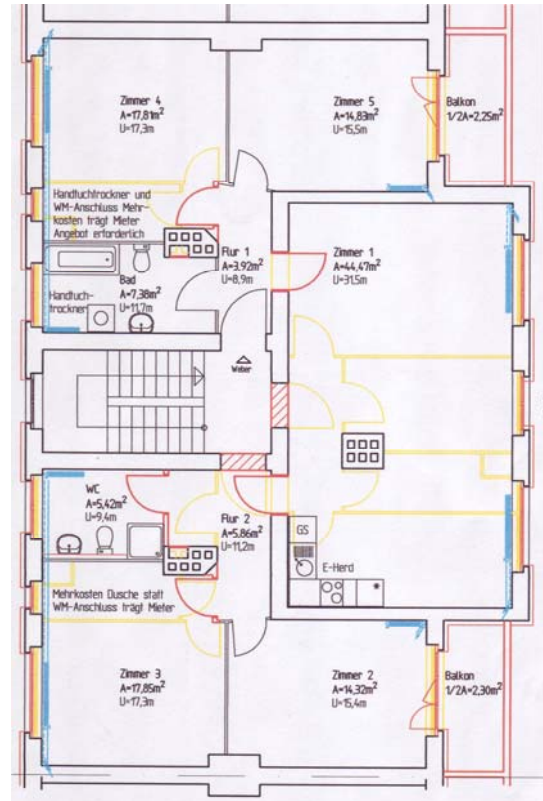 Zimmer 4
A=17,81m²
U=17,3m
Zimmer 5
A=14,83m²
U=15,5m
Balkon
1/2A=2,25m²
Handtuchtrockner und
WM-Anschluss Mehr-
kosten trägt Mieter
Angebot erforderlich
Flur 1
A=3,92m²
U=8,9m
Zimmer 1
A=44,47m²
U=31,5m
Bad
A=7,38m²
U=11,7m
Handtuch-
trockner
Weber
WC
A=5,42m²
U=9,4m
Flur 2
A=5,86m²
U=11,2m
GS
E-Herd
Mehrkosten Dusche statt
WM-Anschluss trägt Mieter
Zimmer 3
A=17,85m²
U=17,3m
Zimmer 2
A=14,32m²
U=15,4m
Balkon
1/2A=2,30m²